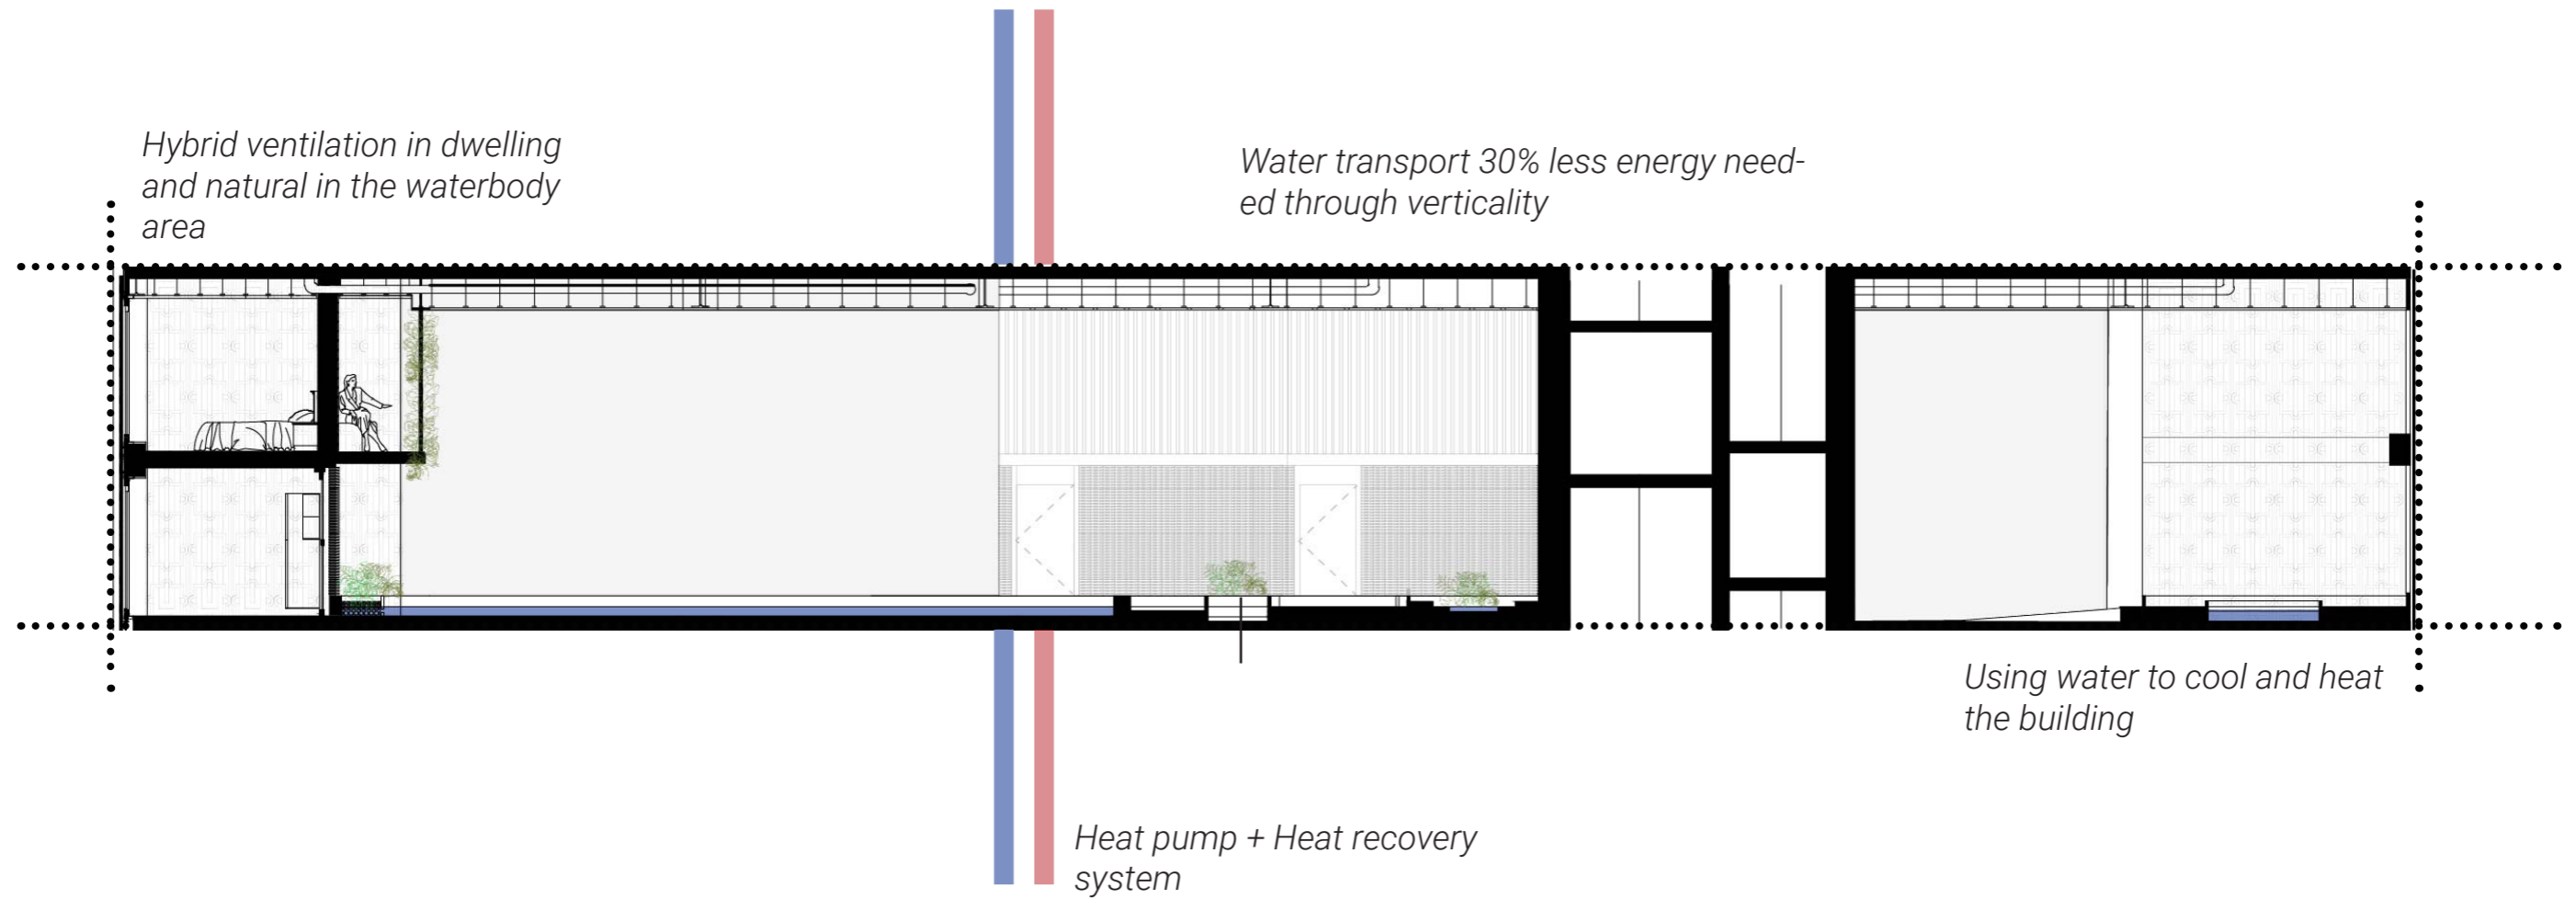 Hybrid ventilation in dwelling
and natural in the waterbody
area
Water transport 30% less energy need-
ed through verticality
Using water to cool and heat
the building
Heat pump + Heat recovery
system